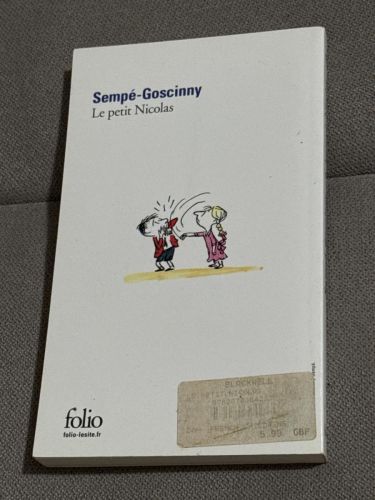 Sempé-Goscinny
Le petit Nicolas
folio
folio-lesite.fr
BLACKWELL
5.95 GBP